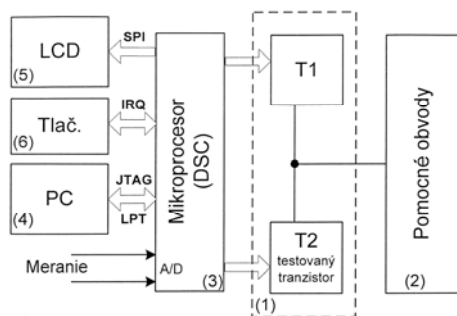 LCD
(5)
SPI
Tlač.
(6)
IRQ
PC
(4)
JTAG
LPT
Meranie
A/D
Mikroprocesor
(DSC)
(3)
T1
T2
testovaný
tranzistor
(1)
Pomocné obvody
(2)